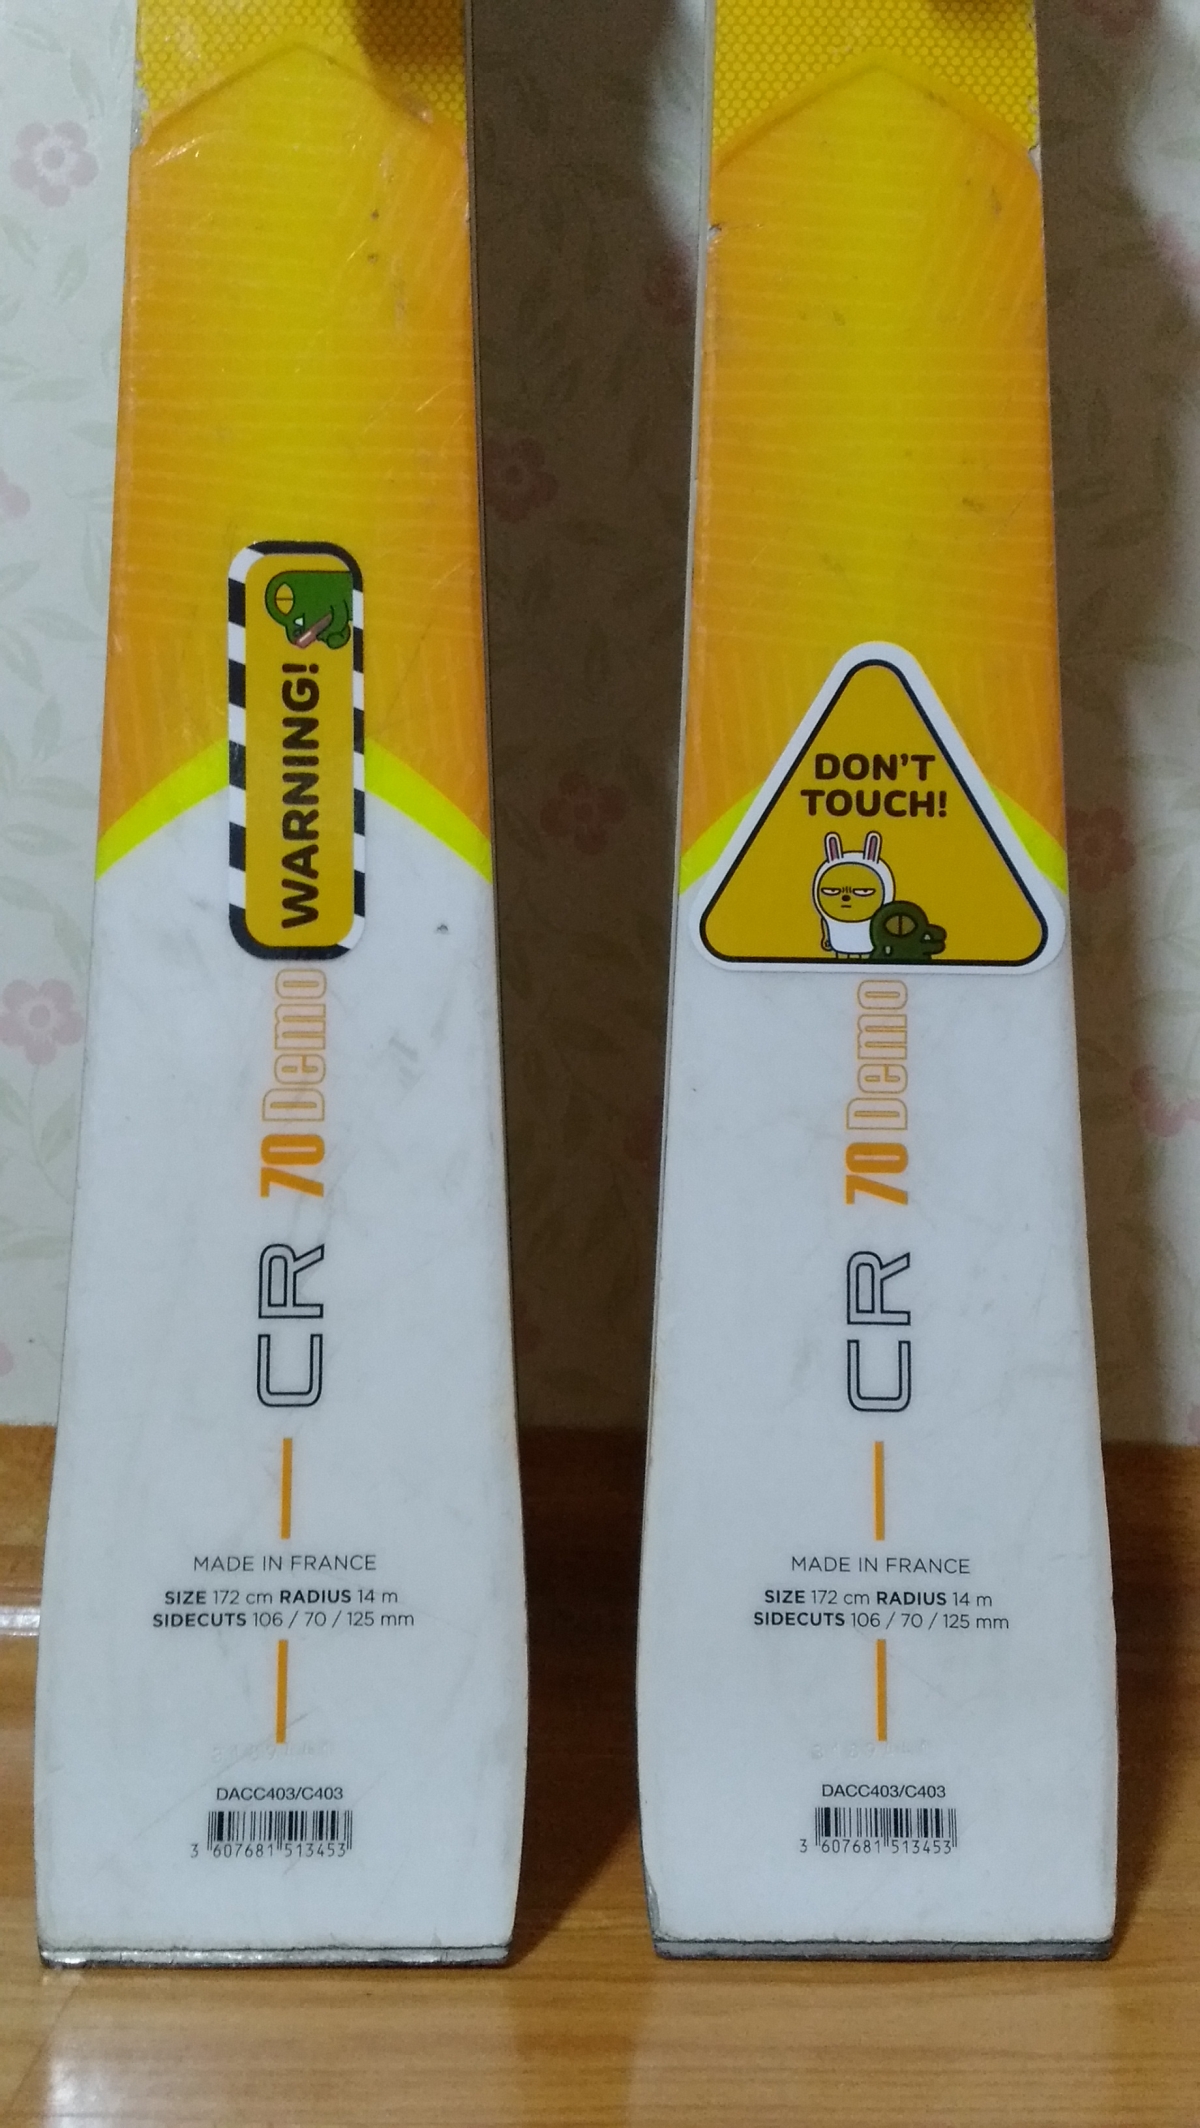 WARNING!
70 Demo
CR
MADE IN FRANCE
SIZE 172 cm RADIUS 14 m
SIDECUTS 106 / 70 / 125 mm
DACC403/C403
3 607681 513453
DON'T
TOUCH!
70 Demo
CR
MADE IN FRANCE
SIZE 172 cm RADIUS 14 m
SIDECUTS 106 / 70 / 125 mm
DACC403/C403
3 607681 513453